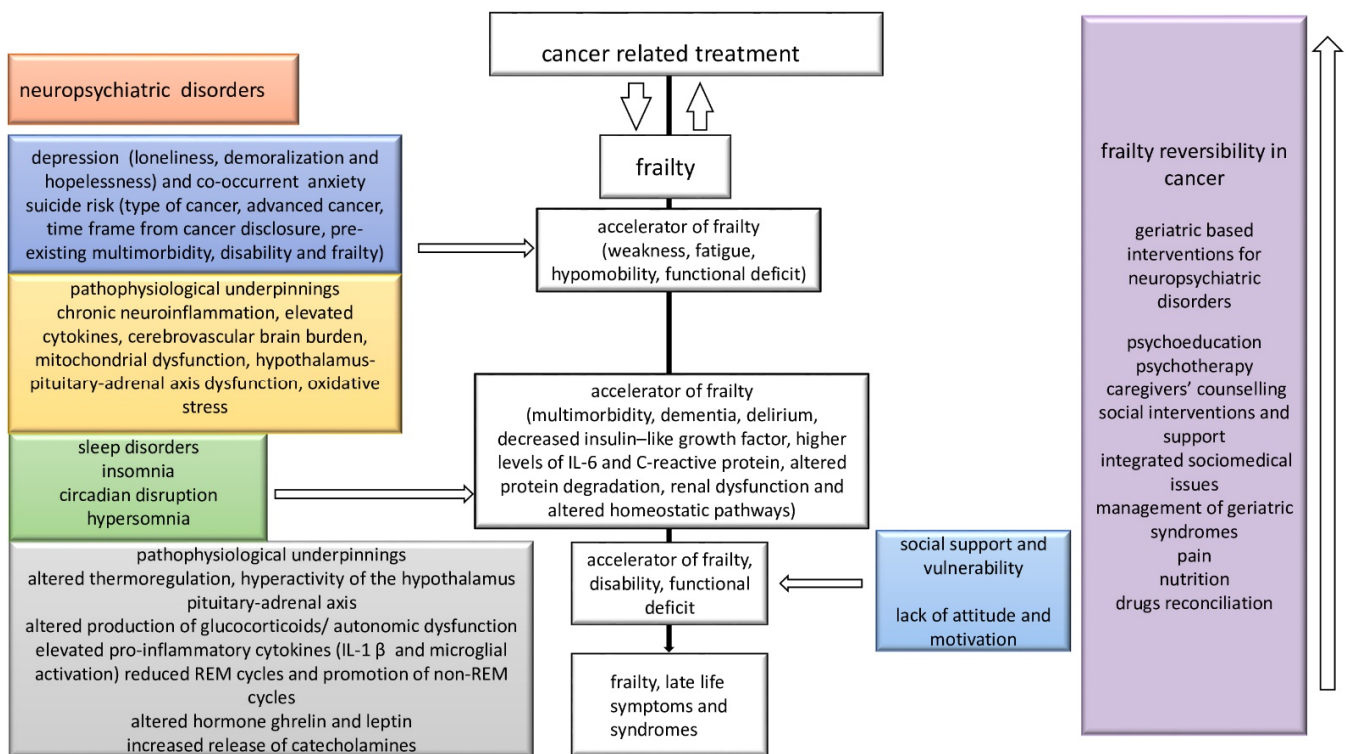 cancer related treatment
neuropsychiatric disorders
depression (loneliness, demoralization and
hopelessness) and co-occurrent anxiety
suicide risk (type of cancer, advanced cancer,
time frame from cancer disclosure, pre-
existing multimorbidity, disability and frailty)
pathophysiological underpinnings
chronic neuroinflammation, elevated
cytokines, cerebrovascular brain burden,
mitochondrial dysfunction, hypothalamus-
pituitary-adrenal axis dysfunction, oxidative
stress
sleep disorders
insomnia
circadian disruption
hypersomnia
pathophysiological underpinnings
altered thermoregulation, hyperactivity of the hypothalamus
pituitary-adrenal axis
altered production of glucocorticoids/ autonomic dysfunction
elevated pro-inflammatory cytokines (IL-1 β and microglial
activation) reduced REM cycles and promotion of non-REM
cycles
altered hormone ghrelin and leptin
increased release of catecholamines
frailty
accelerator of frailty
(weakness, fatigue,
hypomobility, functional deficit)
accelerator of frailty
(multimorbidity, dementia, delirium,
decreased insulin–like growth factor, higher
levels of IL-6 and C-reactive protein, altered
protein degradation, renal dysfunction and
altered homeostatic pathways)
accelerator of frailty,
disability, functional
deficit
frailty, late life
symptoms and
syndromes
social support and
vulnerability
lack of attitude and
motivation
frailty reversibility in
cancer
geriatric based
interventions for
neuropsychiatric
disorders
psychoeducation
psychotherapy
caregivers’ counselling
social interventions and
support
integrated sociomedical
issues
management of geriatric
syndromes
pain
nutrition
drugs reconciliation